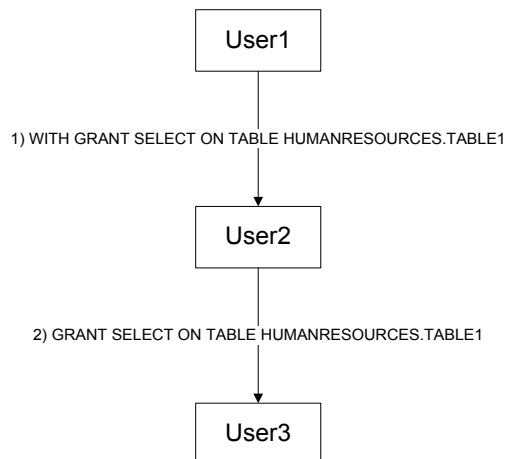 User1
1) WITH GRANT SELECT ON TABLE HUMANRESOURCES.TABLE1
User2
2) GRANT SELECT ON TABLE HUMANRESOURCES.TABLE1
User3